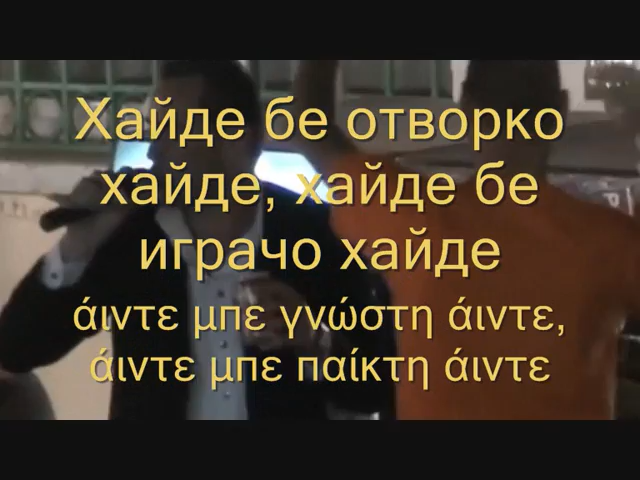 Хайде бе отворко
хайде, хайде бе
играчо хайде
άιντε μπε γνώστη άιντε,
άιντε μπε παίκτη άιντε